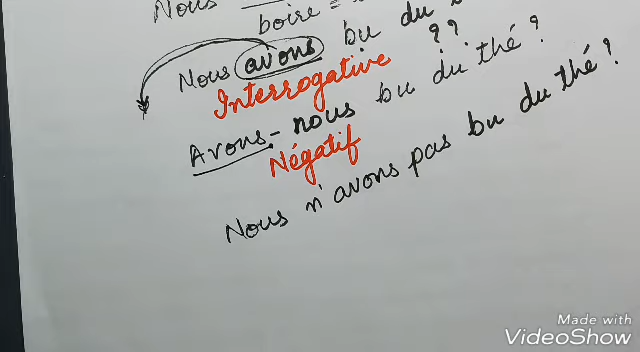 Nous
boire =
Nous avons bu du
Interrogative ??
Avons-nous bu du thé ?
Négatif
Nous n'avons pas bu du thé ?
Made with
VideoShow